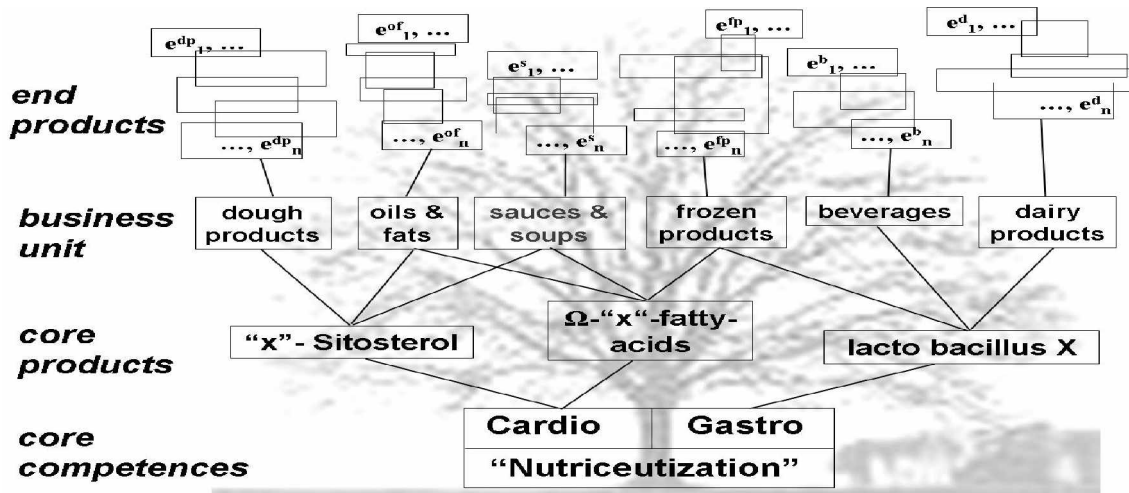 e^dp_1, ...
e^of_1, ...
e^s_1, ...
e^fp_1, ...
e^b_1, ...
e^d_1, ...
end
products
..., e^dp_n
..., e^of_n
..., e^s_n
..., e^fp_n
..., e^b_n
..., e^d_n
business
unit
dough
products
oils &
fats
sauces &
soups
frozen
products
beverages
dairy
products
core
products
“x”- Sitosterol
Ω-“x“-fatty-
acids
lacto bacillus X
core
competences
Cardio
Gastro
“Nutriceutization”